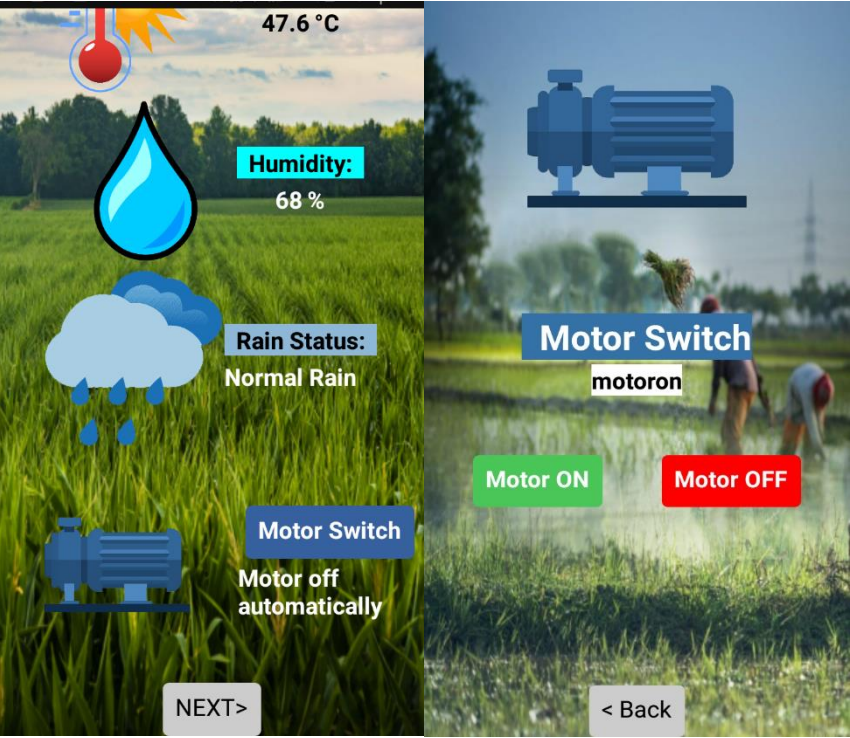 47.6 °C
Humidity:
68 %
Rain Status:
Normal Rain
Motor Switch
Motor off
automatically
NEXT>
Motor Switch
motoron
Motor ON
Motor OFF
< Back